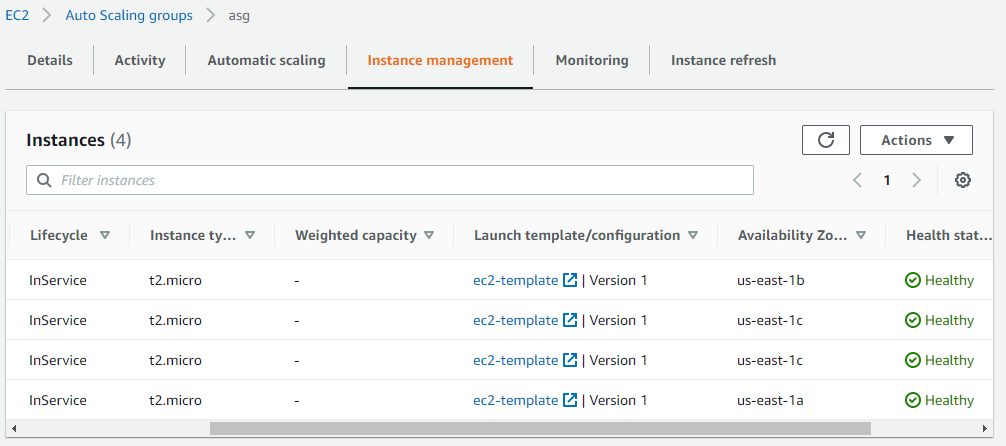 EC2 > Auto Scaling groups > asg
Details Activity Automatic scaling Instance management Monitoring Instance refresh
Instances (4) Actions
Filter instances 1
Lifecycle Instance ty... Weighted capacity Launch template/configuration Availability Zo... Health stat...
InService t2.micro - ec2-template | Version 1 us-east-1b Healthy
InService t2.micro - ec2-template | Version 1 us-east-1c Healthy
InService t2.micro - ec2-template | Version 1 us-east-1c Healthy
InService t2.micro - ec2-template | Version 1 us-east-1a Healthy